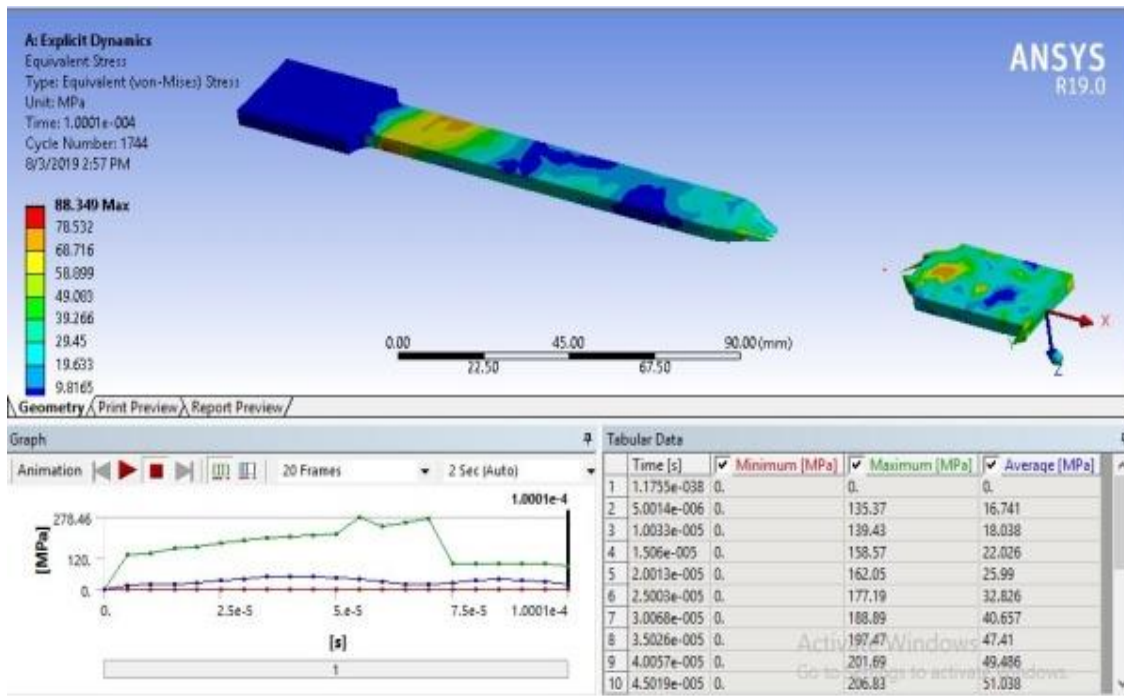 A: Explicit Dynamics
Equivalent Stress
Type: Equivalent (von-Mises) Stress
Unit: MPa
Time: 1.0001e-004
Cycle Number: 1744
8/3/2019 2:57 PM
ANSYS
R19.0
88.349 Max
78.532
68.716
58.899
49.083
39.266
29.45
19.633
9.8165
0.00 45.00 90.00 (mm)
22.50 67.50
X
Z
Geometry Print Preview Report Preview
Graph
Animation 20 Frames 2 Sec (Auto)
1.0001e-4
278.46
120.
0.
[MPa]
0. 2.5e-5 5.e-5 7.5e-5 1.0001e-4
[s]
1
Tabular Data
Time [s] Minimum [MPa] Maximum [MPa] Average [MPa]
1 1.1755e-038 0. 0. 0.
2 5.0014e-006 0. 135.37 16.741
3 1.0033e-005 0. 139.43 18.038
4 1.506e-005 0. 158.57 22.026
5 2.0013e-005 0. 162.05 25.99
6 2.5003e-005 0. 177.19 32.826
7 3.0068e-005 0. 188.89 40.657
8 3.5026e-005 0. 197.47 47.41
9 4.0057e-005 0. 201.69 49.486
10 4.5019e-005 0. 206.83 51.038
Activate Windows
Go to Settings to activate Windows.